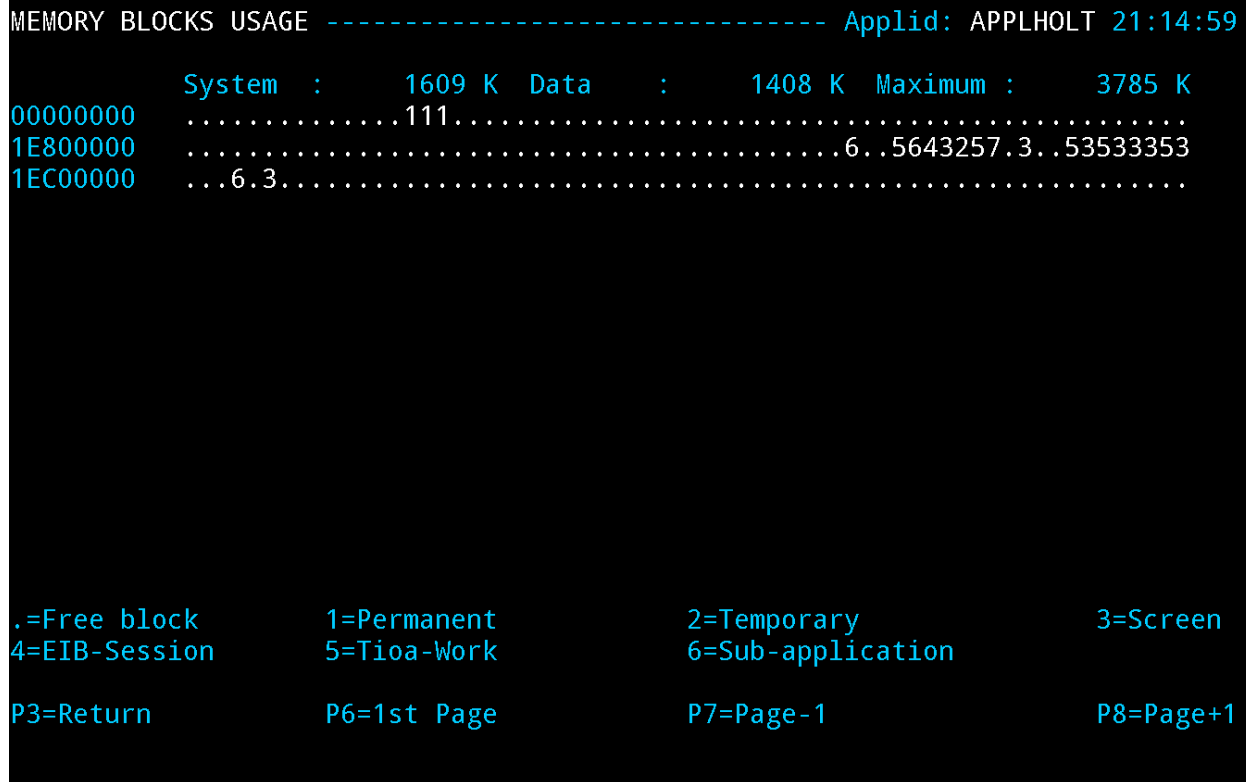 MEMORY BLOCKS USAGE -------------------------------- Applid: APPLHOLT 21:14:59
System : 1609 K Data : 1408 K Maximum : 3785 K
00000000 ..............111...............................................
1E800000 ..........................................6..5643257.3..53533353
1EC00000 ...6.3..........................................................
.=Free block 1=Permanent 2=Temporary 3=Screen
4=EIB-Session 5=Tioa-Work 6=Sub-application
P3=Return P6=1st Page P7=Page-1 P8=Page+1